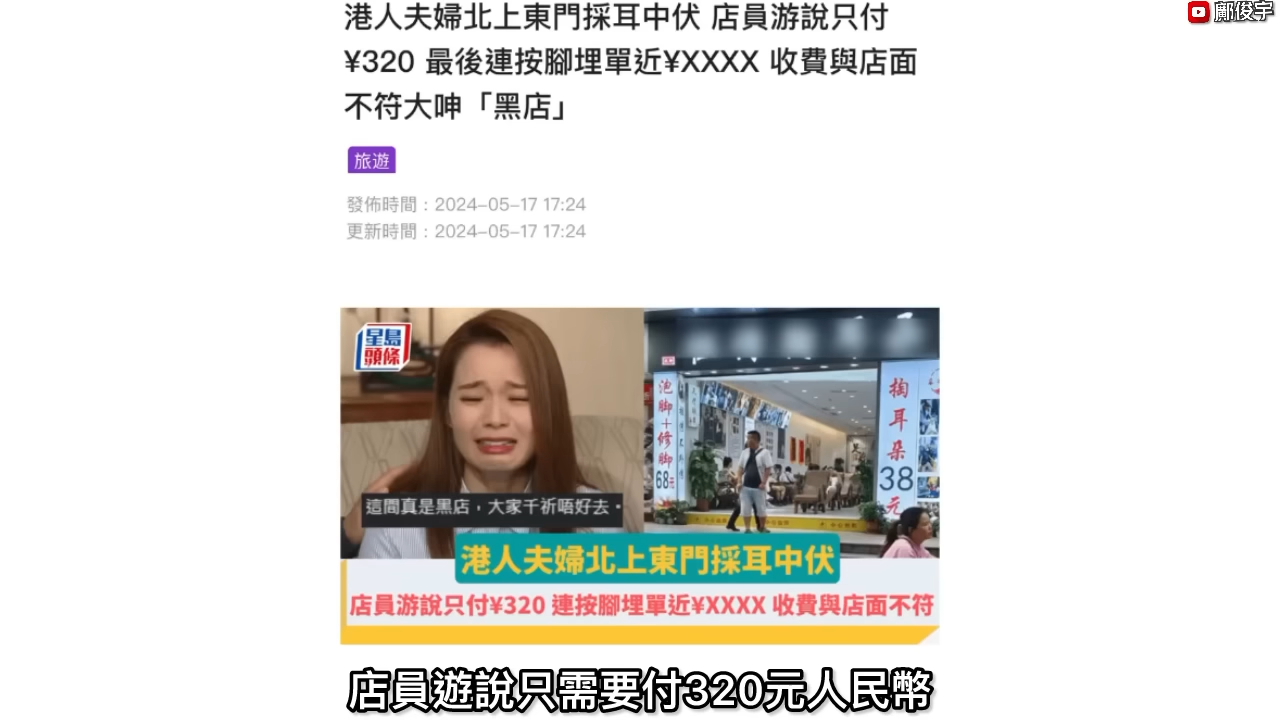 鄺俊宇
港人夫婦北上東門採耳中伏 店員游說只付
¥320 最後連按腳埋單近¥XXXX 收費與店面
不符大呻「黑店」
旅遊
發佈時間：2024-05-17 17:24
更新時間：2024-05-17 17:24
星島
頭條
泡脚+修脚
68元
掏耳朵
38
元
這間真是黑店，大家千祈唔好去。
港人夫婦北上東門採耳中伏
店員游說只付¥320 連按腳埋單近¥XXXX 收費與店面不符
店員遊說只需要付320元人民幣